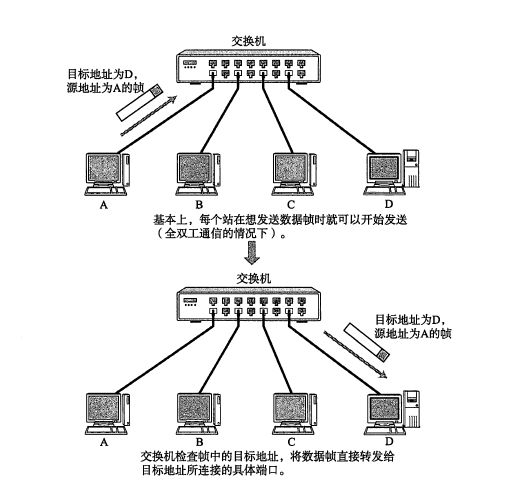 交换机
目标地址为D，
源地址为A的帧
A
B
C
D
基本上，每个站在想发送数据帧时就可以开始发送
（全双工通信的情况下）。
交换机
目标地址为D，
源地址为A的帧
A
B
C
D
交换机检查帧中的目标地址，将数据帧直接转发给
目标地址所连接的具体端口。